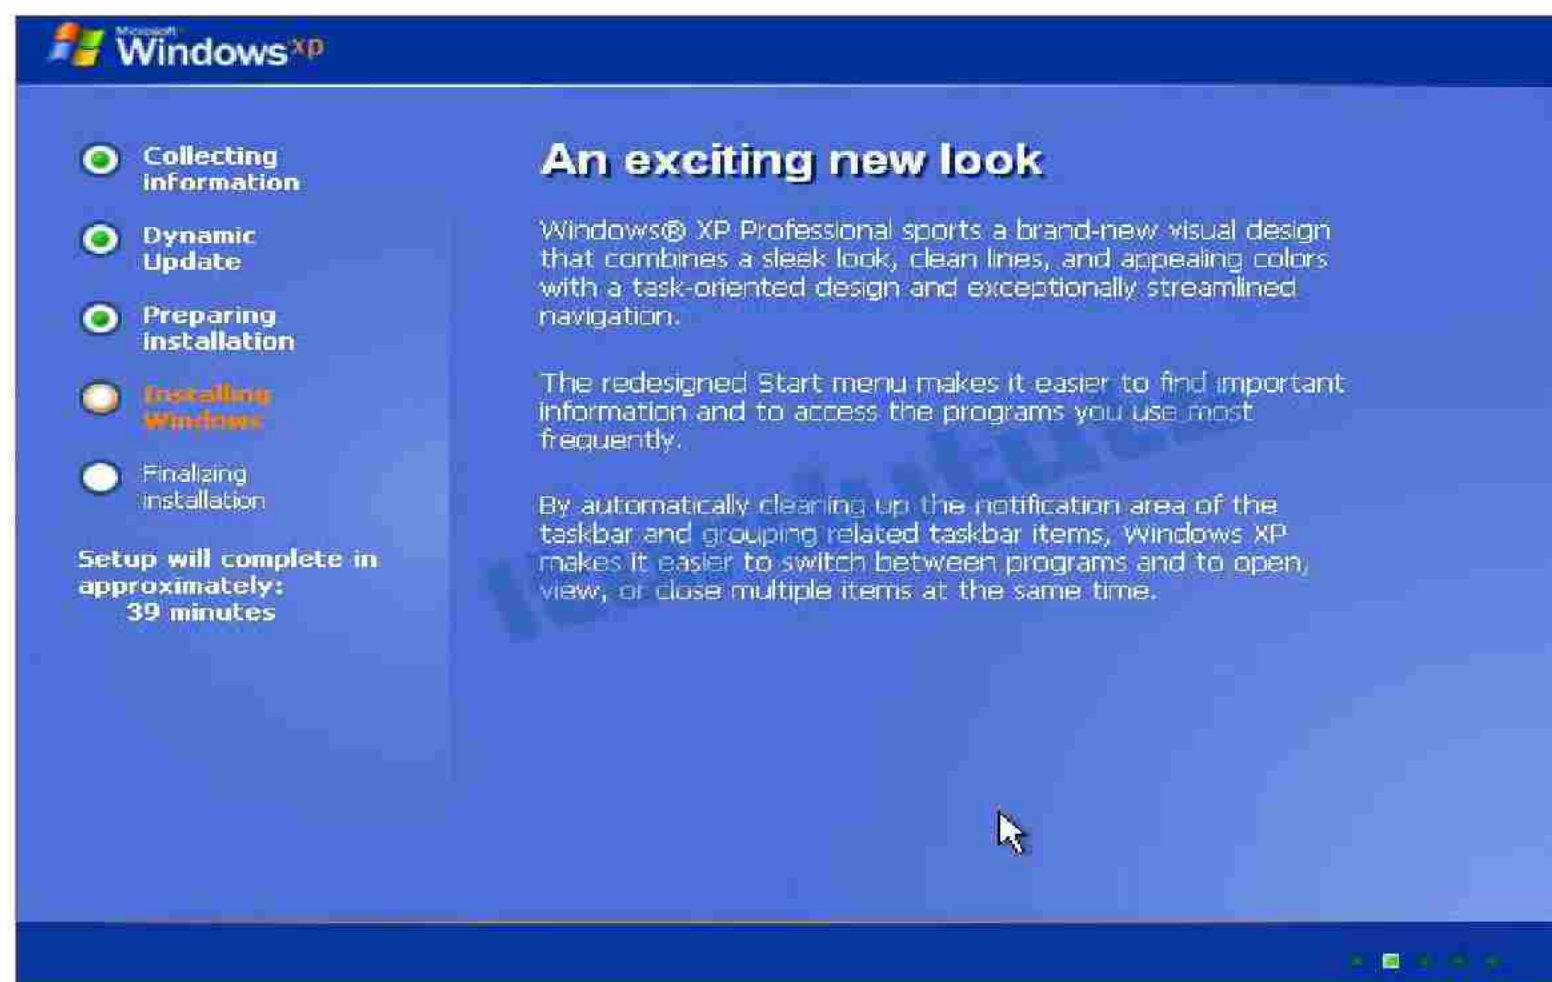 Microsoft
Windows xp
Collecting
information
Dynamic
Update
Preparing
installation
Installing
Windows
Finalizing
installation
Setup will complete in
approximately:
39 minutes
An exciting new look
Windows® XP Professional sports a brand-new visual design
that combines a sleek look, clean lines, and appealing colors
with a task-oriented design and exceptionally streamlined
navigation.
The redesigned Start menu makes it easier to find important
information and to access the programs you use most
frequently.
By automatically cleaning up the notification area of the
taskbar and grouping related taskbar items, Windows XP
makes it easier to switch between programs and to open,
view, or close multiple items at the same time.